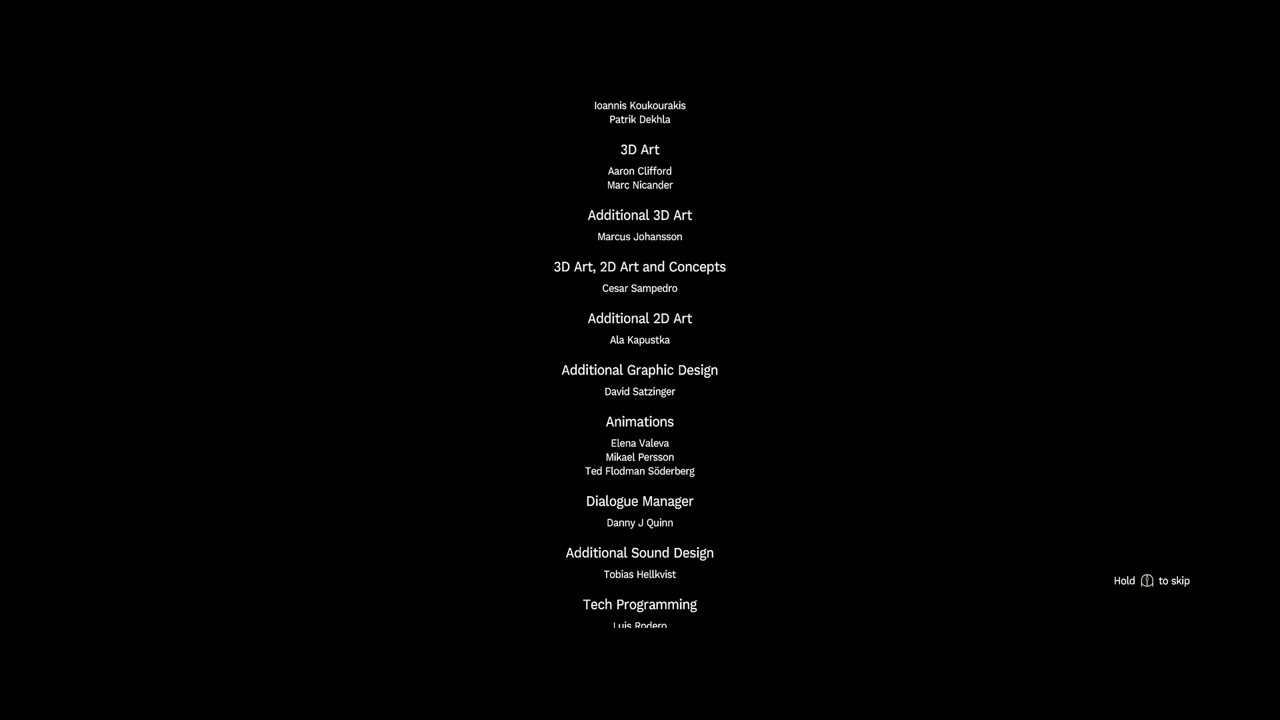 Ioannis Koukourakis
Patrik Dekhla
3D Art
Aaron Clifford
Marc Nicander
Additional 3D Art
Marcus Johansson
3D Art, 2D Art and Concepts
Cesar Sampedro
Additional 2D Art
Ala Kapustka
Additional Graphic Design
David Satzinger
Animations
Elena Valeva
Mikael Persson
Ted Flodman Söderberg
Dialogue Manager
Danny J Quinn
Additional Sound Design
Tobias Hellkvist
Hold to skip
Tech Programming
Luis Rodero